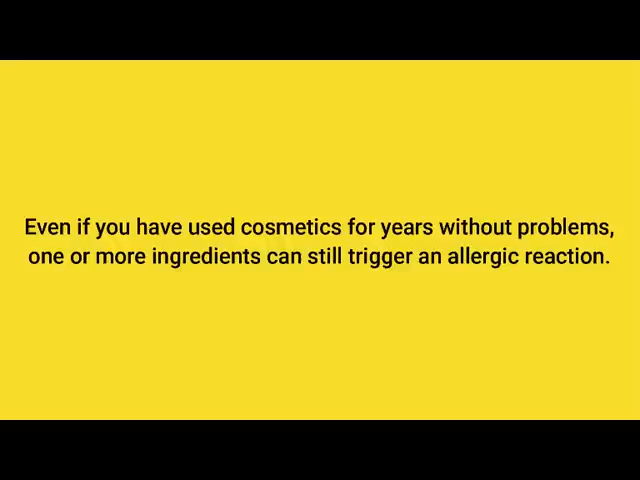 Even if you have used cosmetics for years without problems,
one or more ingredients can still trigger an allergic reaction.